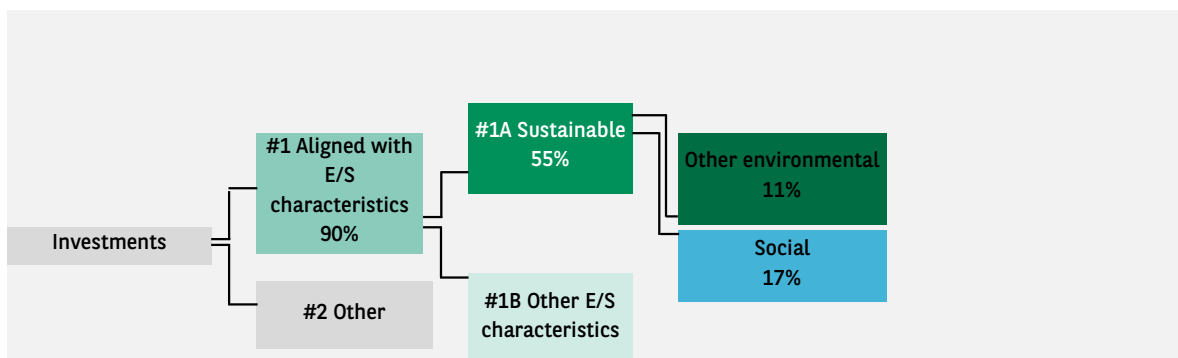 Investments
#1 Aligned with
E/S
characteristics
90%
#2 Other
#1A Sustainable
55%
#1B Other E/S
characteristics
Other environmental
11%
Social
17%